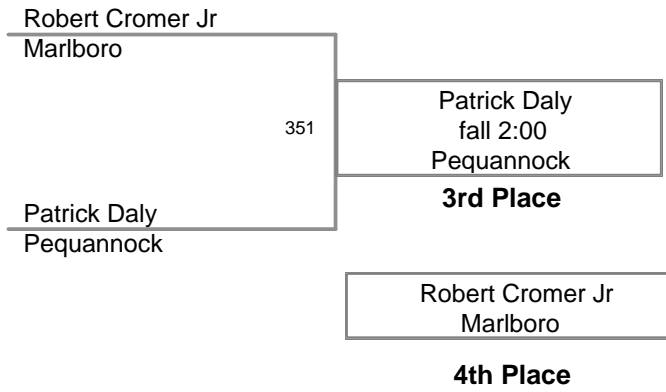 Robert Cromer Jr
Marlboro
351
Patrick Daly
fall 2:00
Pequannock
3rd Place
Patrick Daly
Pequannock
Robert Cromer Jr
Marlboro
4th Place